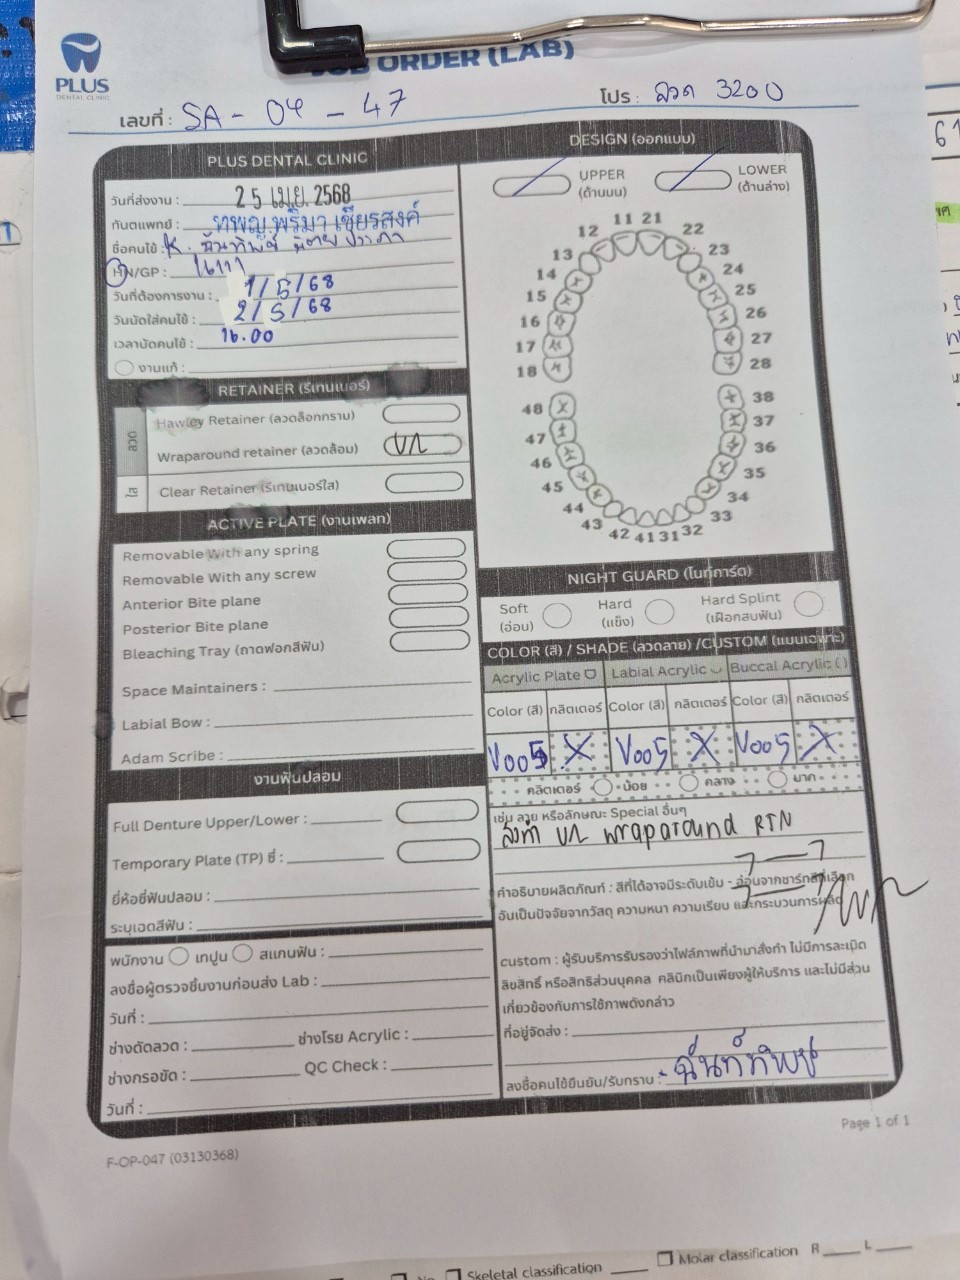 PLUS
DENTAL CLINIC
JOB ORDER (LAB)
เลขที่ : SA - 04 - 47
โปร : ลวด 3200
PLUS DENTAL CLINIC
วันที่ส่งงาน : 25 เม.ย. 2568
ทันตแพทย์ : ทพญ.พริมา เชียรสงค์
ชื่อคนไข้ : K.
HN/GP : 16111
วันที่ต้องการงาน : 1/5/68
วันนัดใส่คนไข้ : 2/5/68
เวลานัดคนไข้ : 16.00
งานแก้ :
RETAINER (รีเทนเนอร์)
ลวด
Hawley Retainer (ลวดล็อกกราม)
Wraparound retainer (ลวดล้อม) U/L
ใส
Clear Retainer (รีเทนเนอร์ใส)
ACTIVE PLATE (งานเพลท)
Removable With any spring
Removable With any screw
Anterior Bite plane
Posterior Bite plane
Bleaching Tray (ถาดฟอกสีฟัน)
Space Maintainers :
Labial Bow :
Adam Scribe :
งานฟันปลอม
Full Denture Upper/Lower :
Temporary Plate (TP) ซี่ :
ยี่ห้อซี่ฟันปลอม :
ระบุเฉดสีฟัน :
พนักงาน เทปูน สแกนฟัน :
ลงชื่อผู้ตรวจชิ้นงานก่อนส่ง Lab :
วันที่ :
ช่างดัดลวด : ช่างโรย Acrylic :
ช่างกรอขัด : QC Check :
วันที่ :
DESIGN (ออกแบบ)
UPPER
(ด้านบน)
LOWER
(ด้านล่าง)
11 21
12 22
13 23
14 24
15 25
16 26
17 27
18 28
48 38
47 37
46 36
45 35
44 34
43 33
42 41 31 32
NIGHT GUARD (ไนท์การ์ด)
Soft
(อ่อน)
Hard
(แข็ง)
Hard Splint
(เฝือกสบฟัน)
COLOR (สี) / SHADE (ลวดลาย) /CUSTOM (แบบเฉพาะ)
Acrylic Plate Labial Acrylic Buccal Acrylic ( )
Color (สี) กลิตเตอร์ Color (สี) กลิตเตอร์ Color (สี) กลิตเตอร์
V005 X V005 X V005 X
กลิตเตอร์ น้อย กลาง มาก
เช่น ลาย หรือลักษณะ Special อื่นๆ
สั่งทำ U/L wraparound RTN
7 — 7
คำอธิบายผลิตภัณฑ์ : สีที่ได้อาจมีระดับเข้ม - อ่อนจากชาร์ทสีที่เลือก
อันเป็นปัจจัยจากวัสดุ ความหนา ความเรียบ และกระบวนการผลิต
custom : ผู้รับบริการรับรองว่าไฟล์ภาพที่นำมาสั่งทำ ไม่มีการละเมิด
ลิขสิทธิ์ หรือสิทธิส่วนบุคคล คลินิกเป็นเพียงผู้ให้บริการ และไม่มีส่วน
เกี่ยวข้องกับการใช้ภาพดังกล่าว
ที่อยู่จัดส่ง :
ลงชื่อคนไข้ยืนยัน/รับทราบ : ฉันท์ทิพย์
Page 1 of 1
F-OP-047 (03130368)
Molar classification R L
Skeletal classification